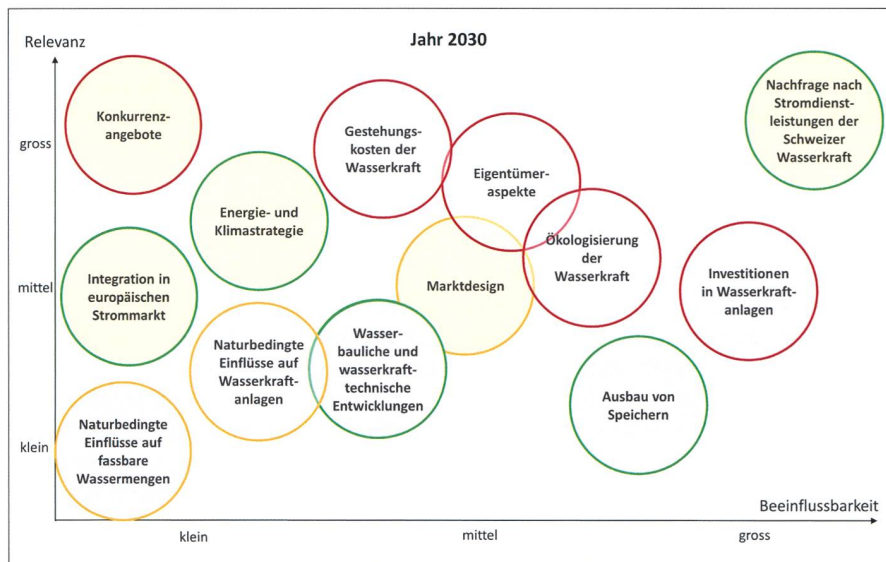 Jahr 2030
Relevanz
gross
mittel
klein
Konkurrenz-
angebote
Gestehungs-
kosten der
Wasserkraft
Eigentümer-
aspekte
Nachfrage nach
Stromdienst-
leistungen der
Schweizer
Wasserkraft
Energie- und
Klimastrategie
Ökologisierung
der
Wasserkraft
Integration in
europäischen
Strommarkt
Marktdesign
Investitionen
in Wasserkraft-
anlagen
Naturbedingte
Einflüsse auf
Wasserkraft-
anlagen
Wasser-
bauliche und
wasserkraft-
technische
Entwicklungen
Ausbau von
Speichern
Naturbedingte
Einflüsse auf
fassbare
Wassermengen
Beeinflussbarkeit
klein
mittel
gross